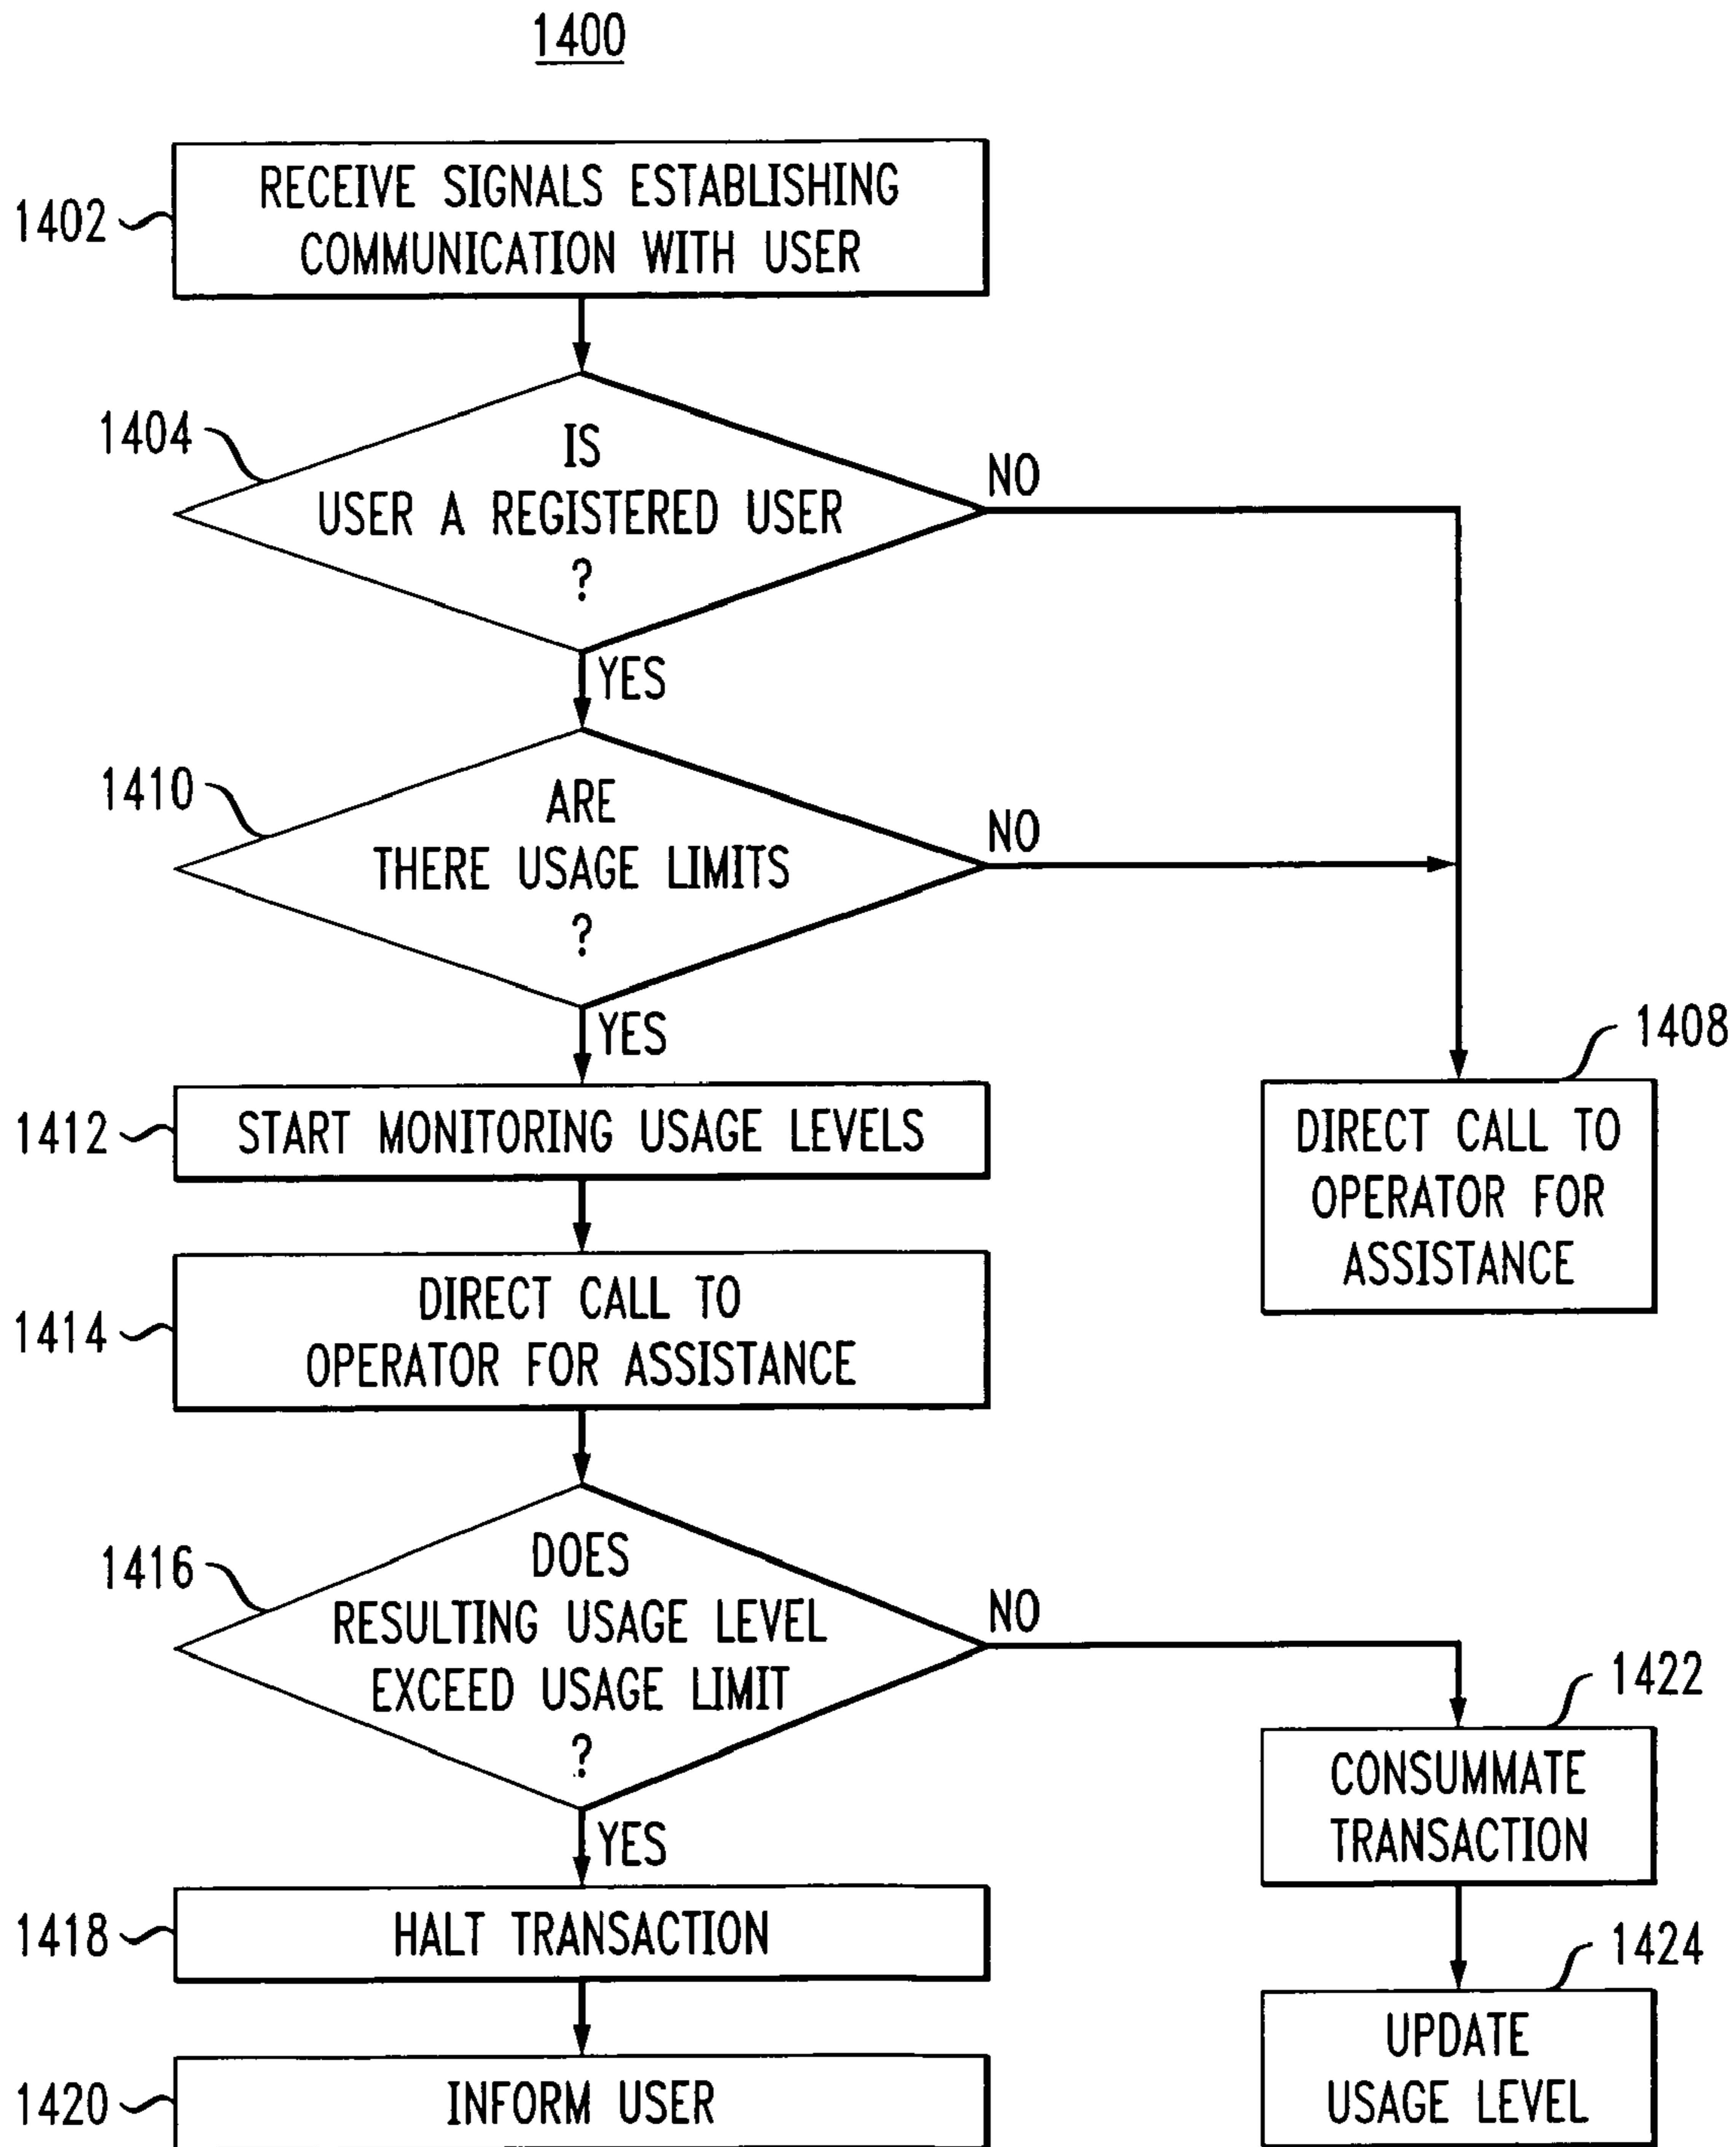 1400
RECEIVE SIGNALS ESTABLISHING
COMMUNICATION WITH USER
1402
1404
IS
USER A REGISTERED USER
?
NO
YES
1410
ARE
THERE USAGE LIMITS
?
NO
YES
1408
DIRECT CALL TO
OPERATOR FOR
ASSISTANCE
1412
START MONITORING USAGE LEVELS
1414
DIRECT CALL TO
OPERATOR FOR ASSISTANCE
1416
DOES
RESULTING USAGE LEVEL
EXCEED USAGE LIMIT
?
NO
YES
1422
CONSUMMATE
TRANSACTION
1418
HALT TRANSACTION
1424
UPDATE
USAGE LEVEL
1420
INFORM USER